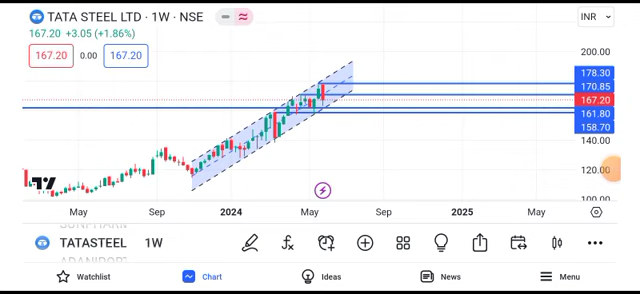 TATA STEEL LTD · 1W · NSE
INR
167.20 +3.05 (+1.86%)
167.20 0.00 167.20
200.00
178.30
170.85
167.20
161.80
158.70
140.00
120.00
100.00
May Sep 2024 May Sep 2025 May
TATASTEEL 1W
Watchlist Chart Ideas News Menu